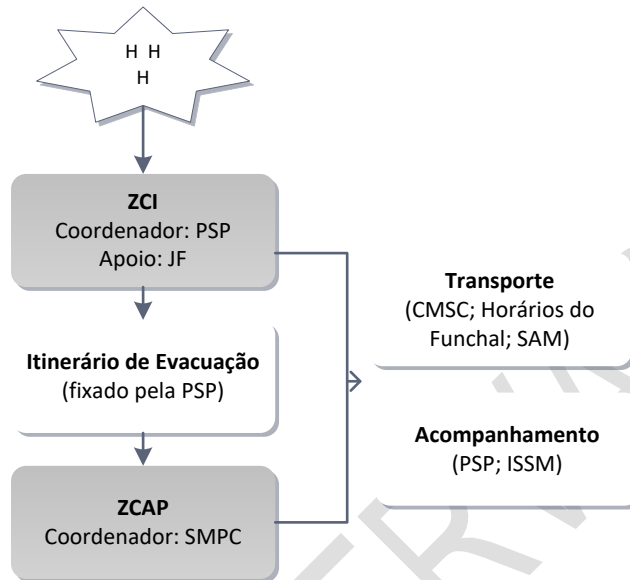 H H
H
ZCI
Coordenador: PSP
Apoio: JF
Itinerário de Evacuação
(fixado pela PSP)
ZCAP
Coordenador: SMPC
Transporte
(CMSC; Horários do
Funchal; SAM)
Acompanhamento
(PSP; ISSM)